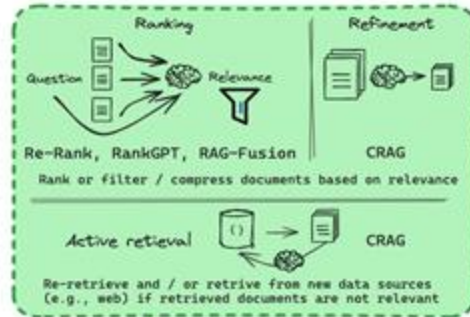 Ranking
Refinement
Question
Relevance
Re-Rank, RankGPT, RAG-Fusion
CRAG
Rank or filter / compress documents based on relevance
Active retieval
CRAG
Re-retrieve and / or retrive from new data sources
(e.g., web) if retrieved documents are not relevant